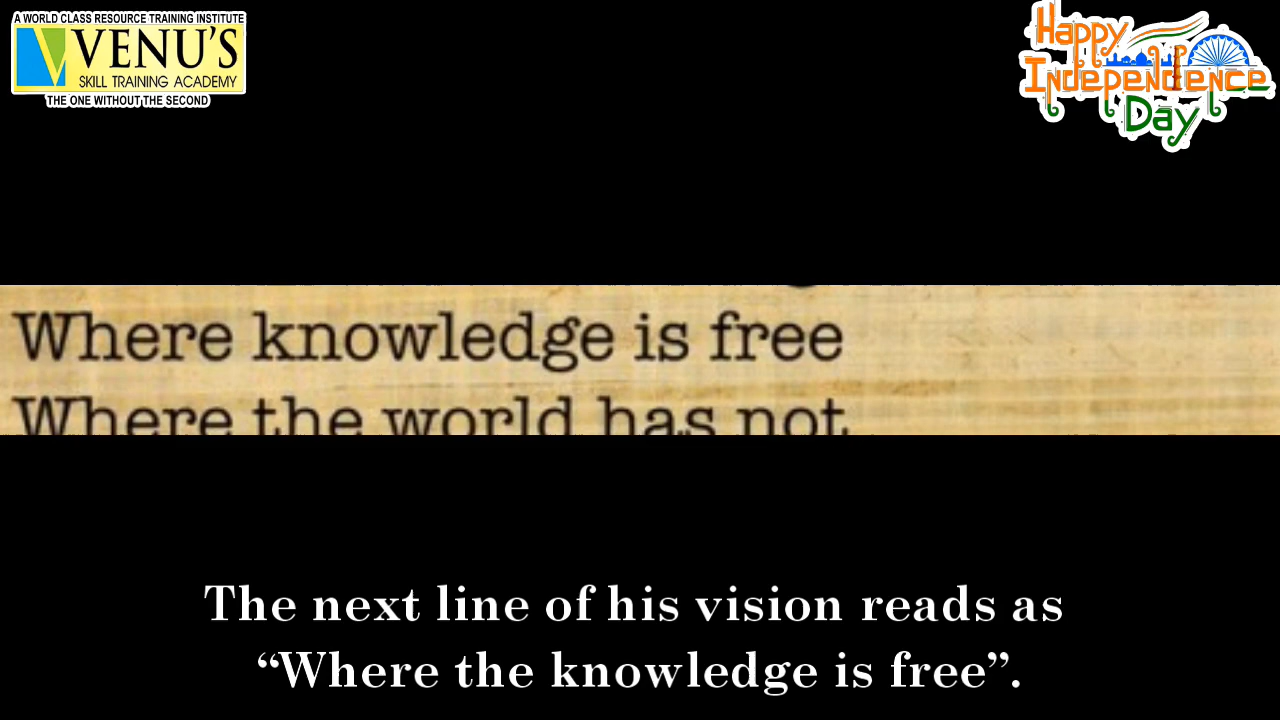 A WORLD CLASS RESOURCE TRAINING INSTITUTE
VENU'S
SKILL TRAINING ACADEMY
THE ONE WITHOUT THE SECOND
Happy
Independence
Day
Where knowledge is free
Where the world has not
The next line of his vision reads as
“Where the knowledge is free”.